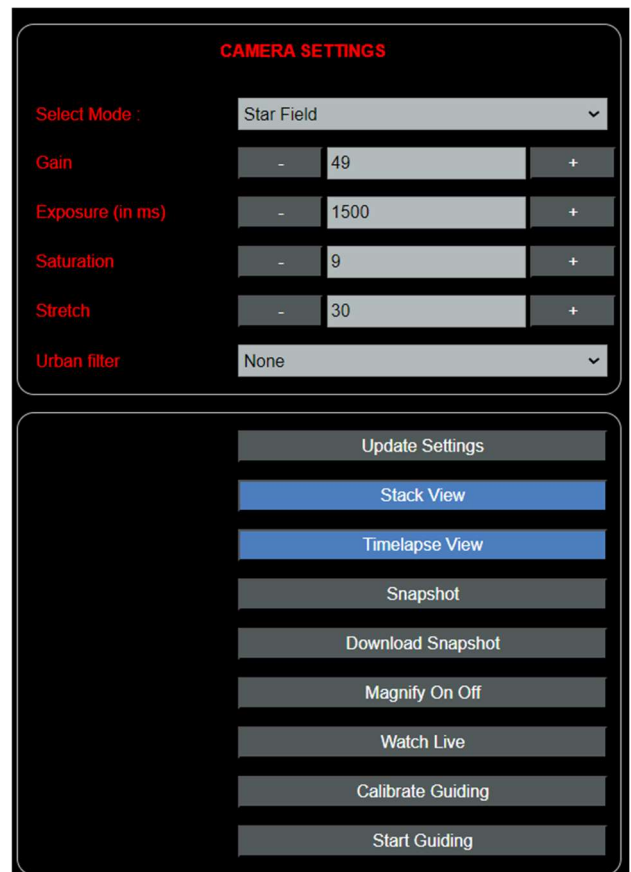 CAMERA SETTINGS
Select Mode : Star Field
Gain - 49 +
Exposure (in ms) - 1500 +
Saturation - 9 +
Stretch - 30 +
Urban filter None
Update Settings
Stack View
Timelapse View
Snapshot
Download Snapshot
Magnify On Off
Watch Live
Calibrate Guiding
Start Guiding